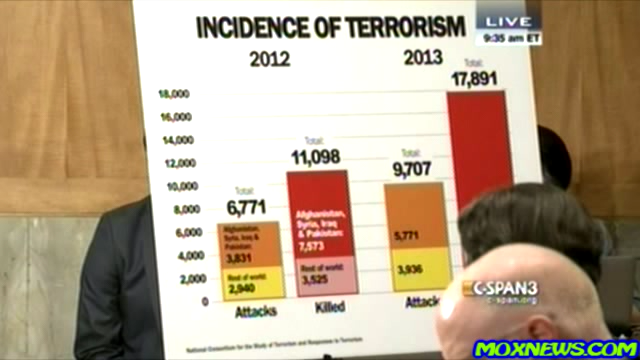 INCIDENCE OF TERRORISM
LIVE
9:35 am ET
2012
2013
Total:
17,891
18,000
16,000
14,000
12,000
10,000
8,000
6,000
4,000
2,000
0
Total:
11,098
Total:
9,707
Total:
6,771
Afghanistan,
Syria, Iraq &
Pakistan:
3,831
Rest of world:
2,940
Afghanistan,
Syria, Iraq
& Pakistan:
7,573
Rest of world:
3,525
5,771
3,936
Attacks
Killed
Attack
C-SPAN3
c-span.org
National Consortium for the Study of Terrorism and Responses to Terrorism
MOXNEWS.COM